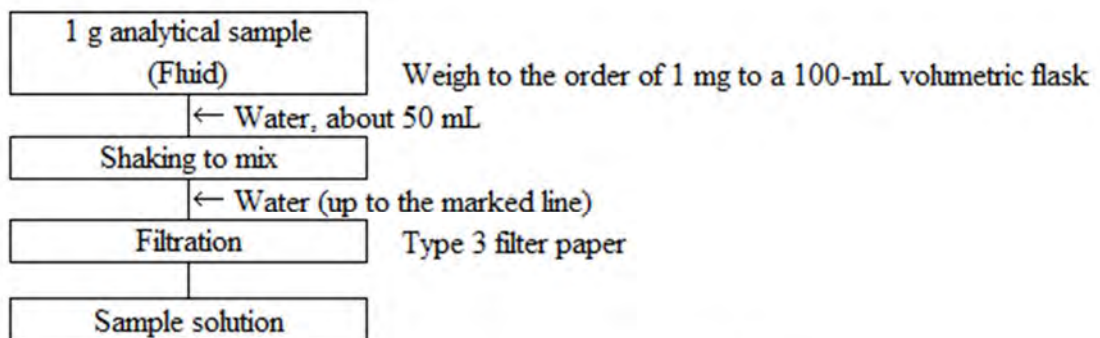 1 g analytical sample
(Fluid)
Weigh to the order of 1 mg to a 100-mL volumetric flask
← Water, about 50 mL
Shaking to mix
← Water (up to the marked line)
Filtration
Type 3 filter paper
Sample solution